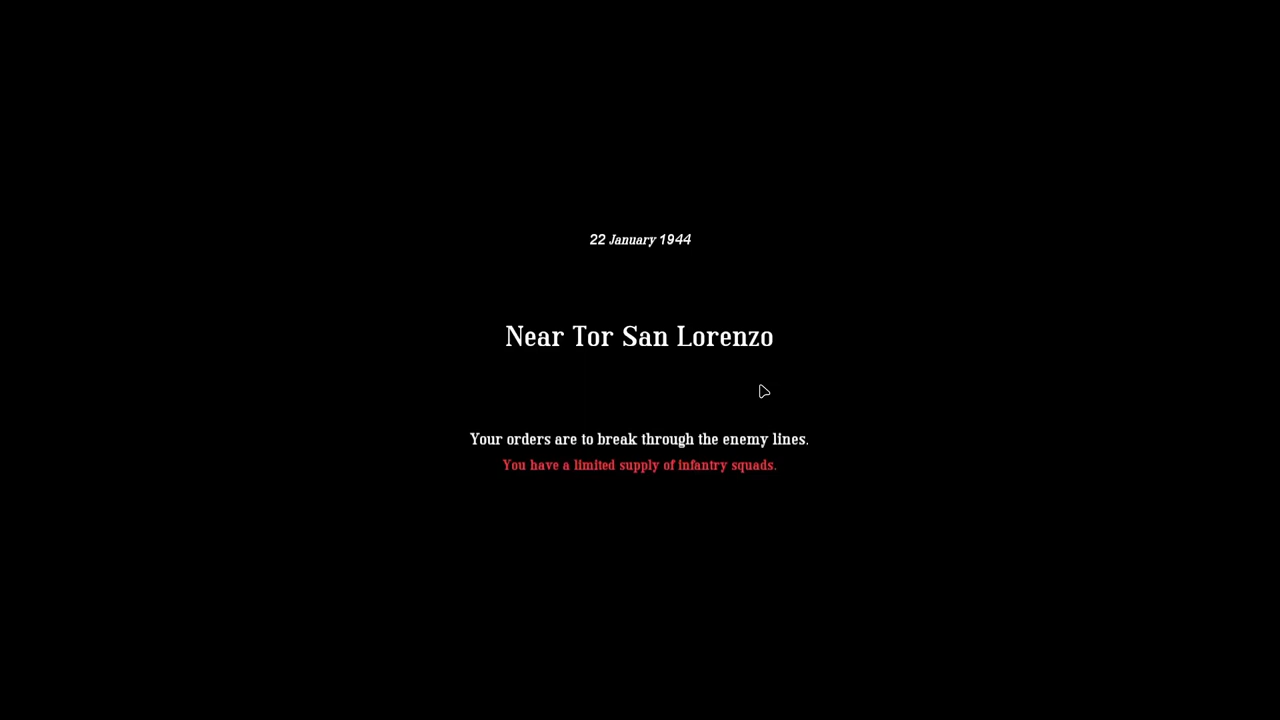 22 January 1944
Near Tor San Lorenzo
Your orders are to break through the enemy lines.
You have a limited supply of infantry squads.